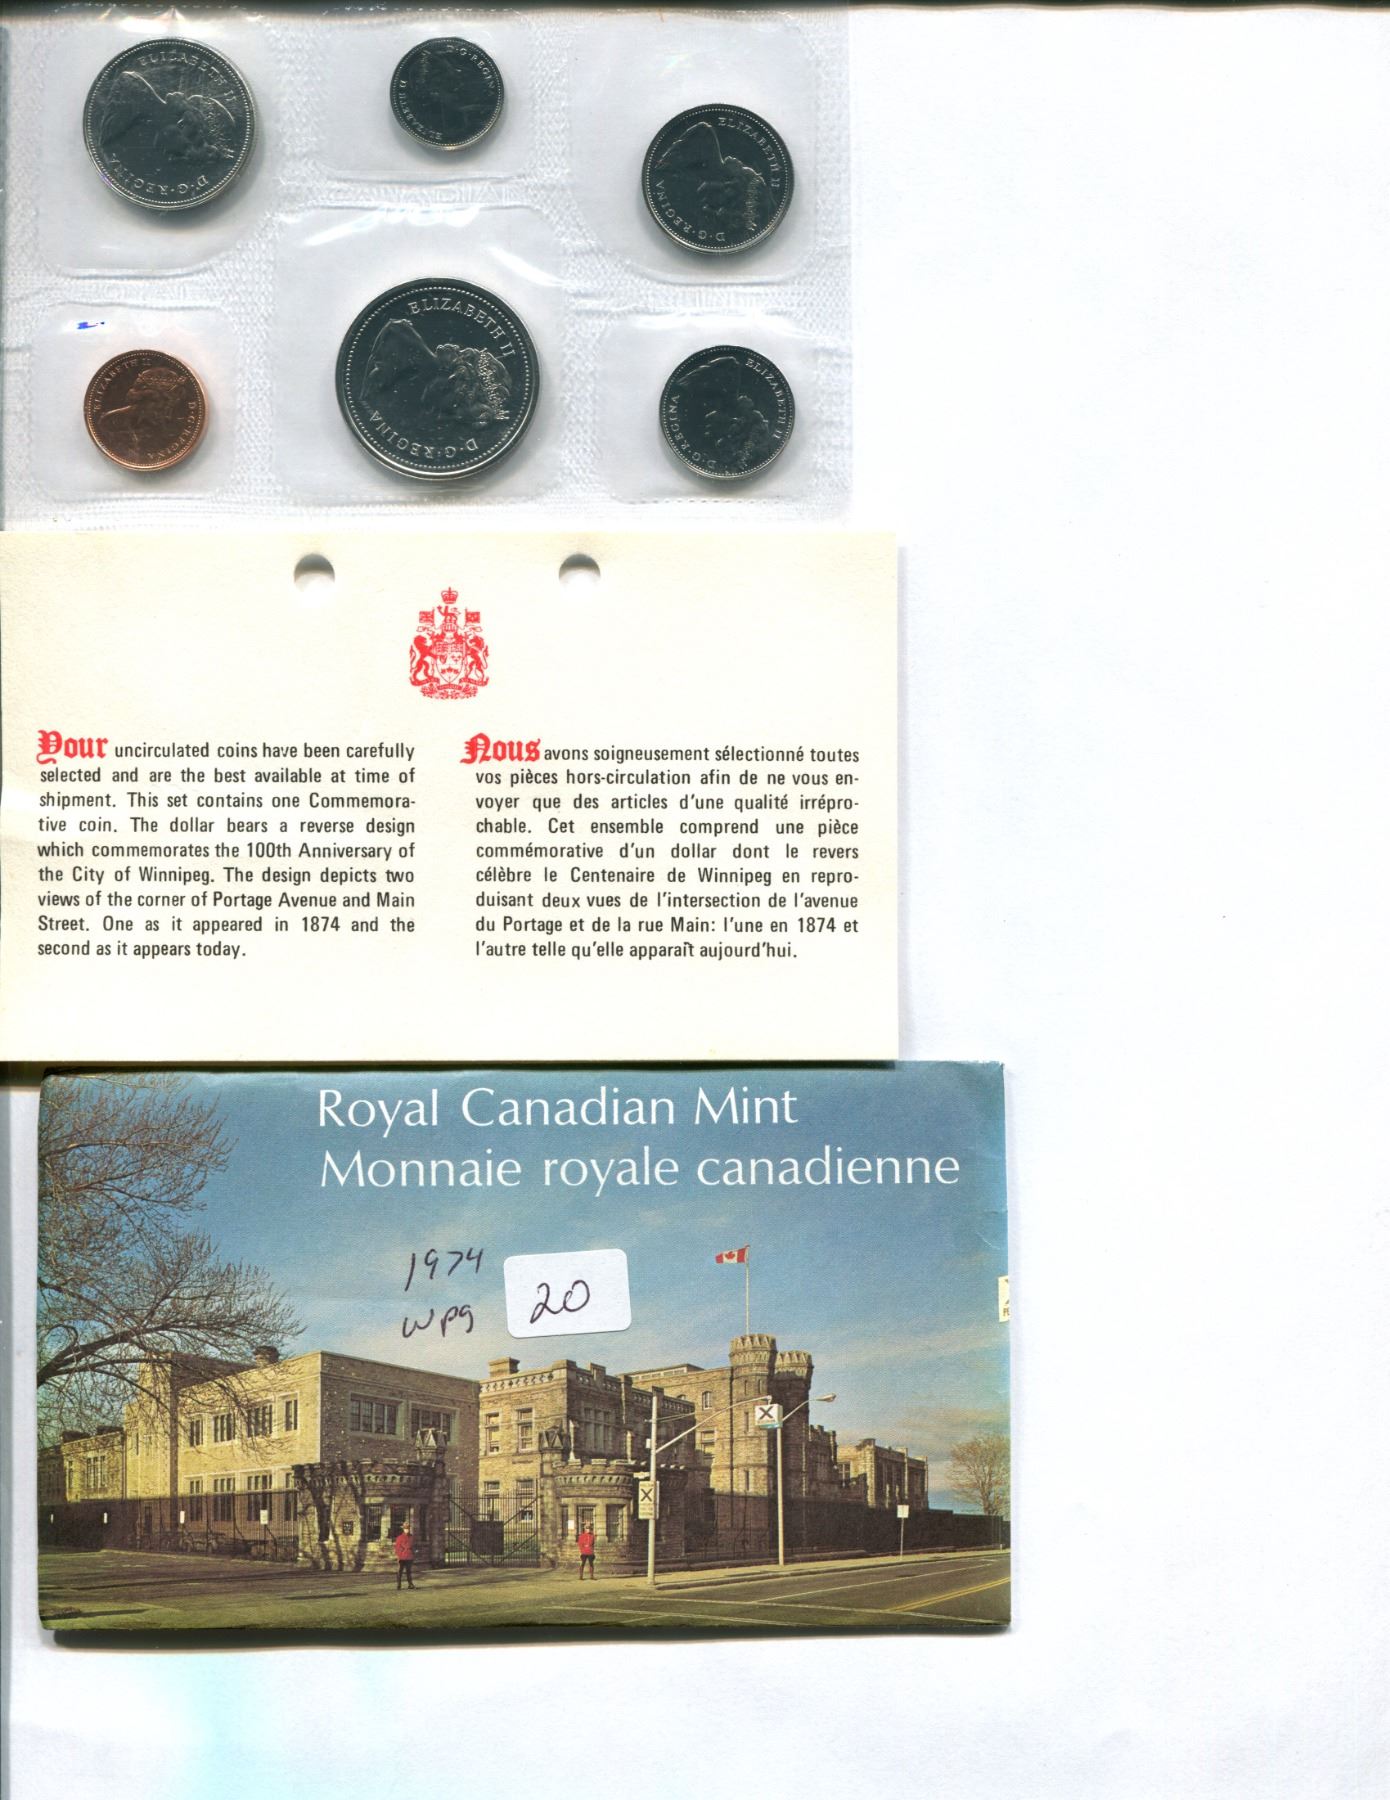 ELIZABETH II D·G·REGINA
ELIZABETH II D·G·REGINA
ELIZABETH II D·G·REGINA
ELIZABETH II D·G·REGINA
ELIZABETH II D·G·REGINA
ELIZABETH II D·G·REGINA
Your uncirculated coins have been carefully
selected and are the best available at time of
shipment. This set contains one Commemora-
tive coin. The dollar bears a reverse design
which commemorates the 100th Anniversary of
the City of Winnipeg. The design depicts two
views of the corner of Portage Avenue and Main
Street. One as it appeared in 1874 and the
second as it appears today.
Nous avons soigneusement sélectionné toutes
vos pièces hors-circulation afin de ne vous en-
voyer que des articles d'une qualité irrépro-
chable. Cet ensemble comprend une pièce
commémorative d'un dollar dont le revers
célèbre le Centenaire de Winnipeg en repro-
duisant deux vues de l'intersection de l'avenue
du Portage et de la rue Main: l'une en 1874 et
l'autre telle qu'elle apparaît aujourd'hui.
Royal Canadian Mint
Monnaie royale canadienne
1974
wpg
20
X
X